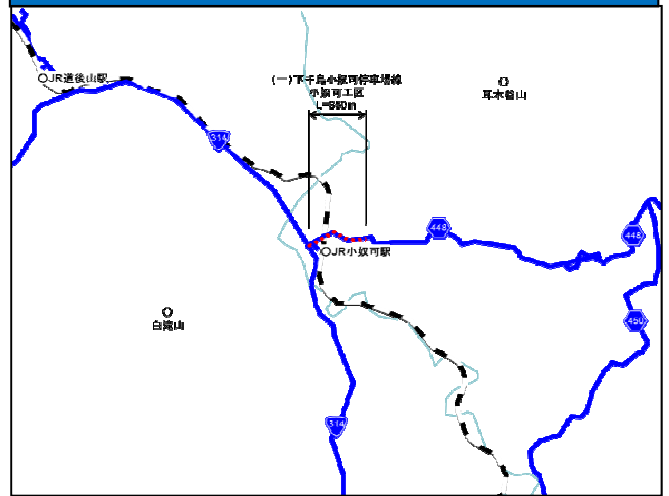 (一)下千鳥小奴可停車場線
小奴可工区
L=950m
○JR道後山駅
耳木谷山
314
448
448
○JR小奴可駅
450
白滝山
314